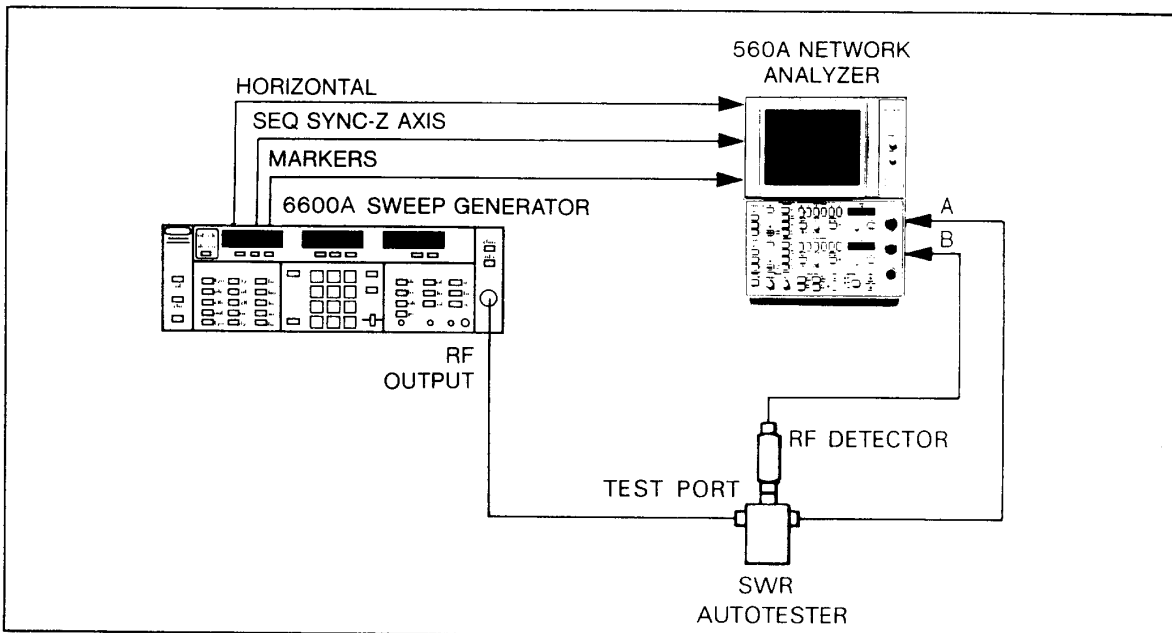 560A NETWORK
ANALYZER
HORIZONTAL
SEQ SYNC-Z AXIS
MARKERS
6600A SWEEP GENERATOR
A
B
RF
OUTPUT
RF DETECTOR
TEST PORT
SWR
AUTOTESTER